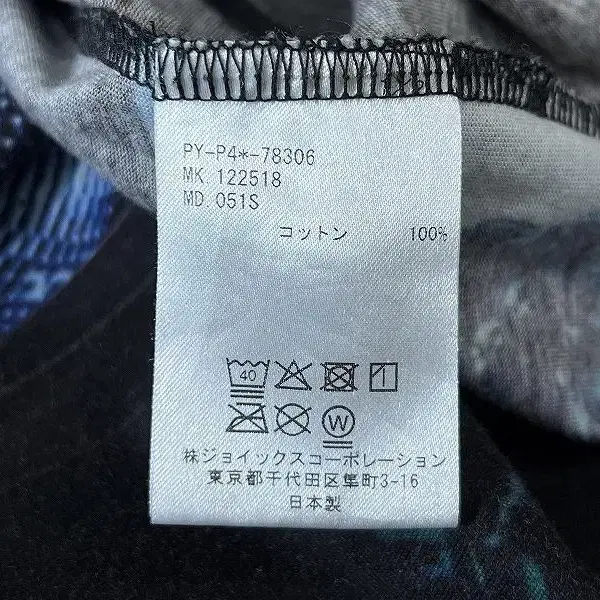 PY-P4*-78306
MK 122518
MD 051S
コットン 100%
40
W
株ジョイックスコーポレーション
東京都千代田区隼町3-16
日本製